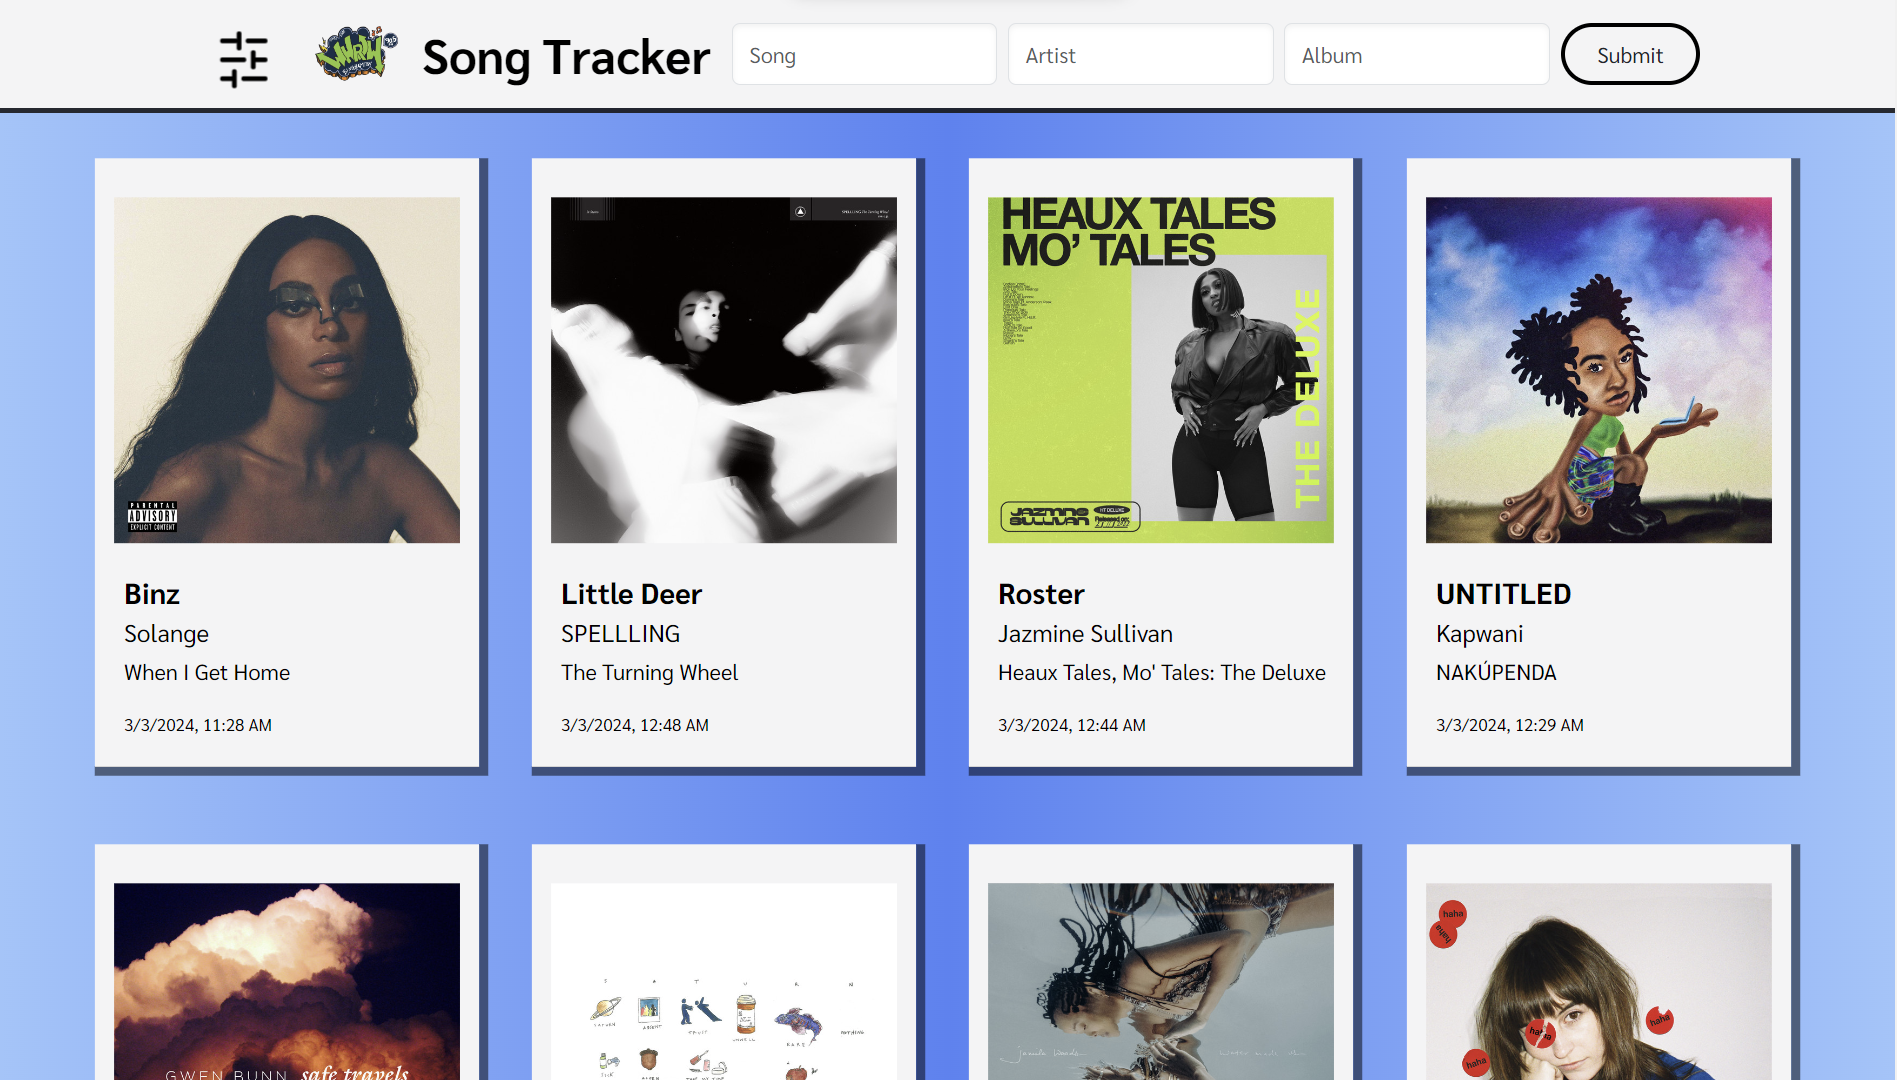 Song Tracker
Song
Artist
Album
Submit
PARENTAL
ADVISORY
EXPLICIT CONTENT
HEAUX TALES
MO' TALES
THE DELUXE
JAZMINE
SULLIVAN
Binz
Solange
When I Get Home
3/3/2024, 11:28 AM
Little Deer
SPELLLING
The Turning Wheel
3/3/2024, 12:48 AM
Roster
Jazmine Sullivan
Heaux Tales, Mo' Tales: The Deluxe
3/3/2024, 12:44 AM
UNTITLED
Kapwani
NAKÚPENDA
3/3/2024, 12:29 AM
GWEN BUNN safe travels
S A T U R N
haha
haha
haha
haha
haha